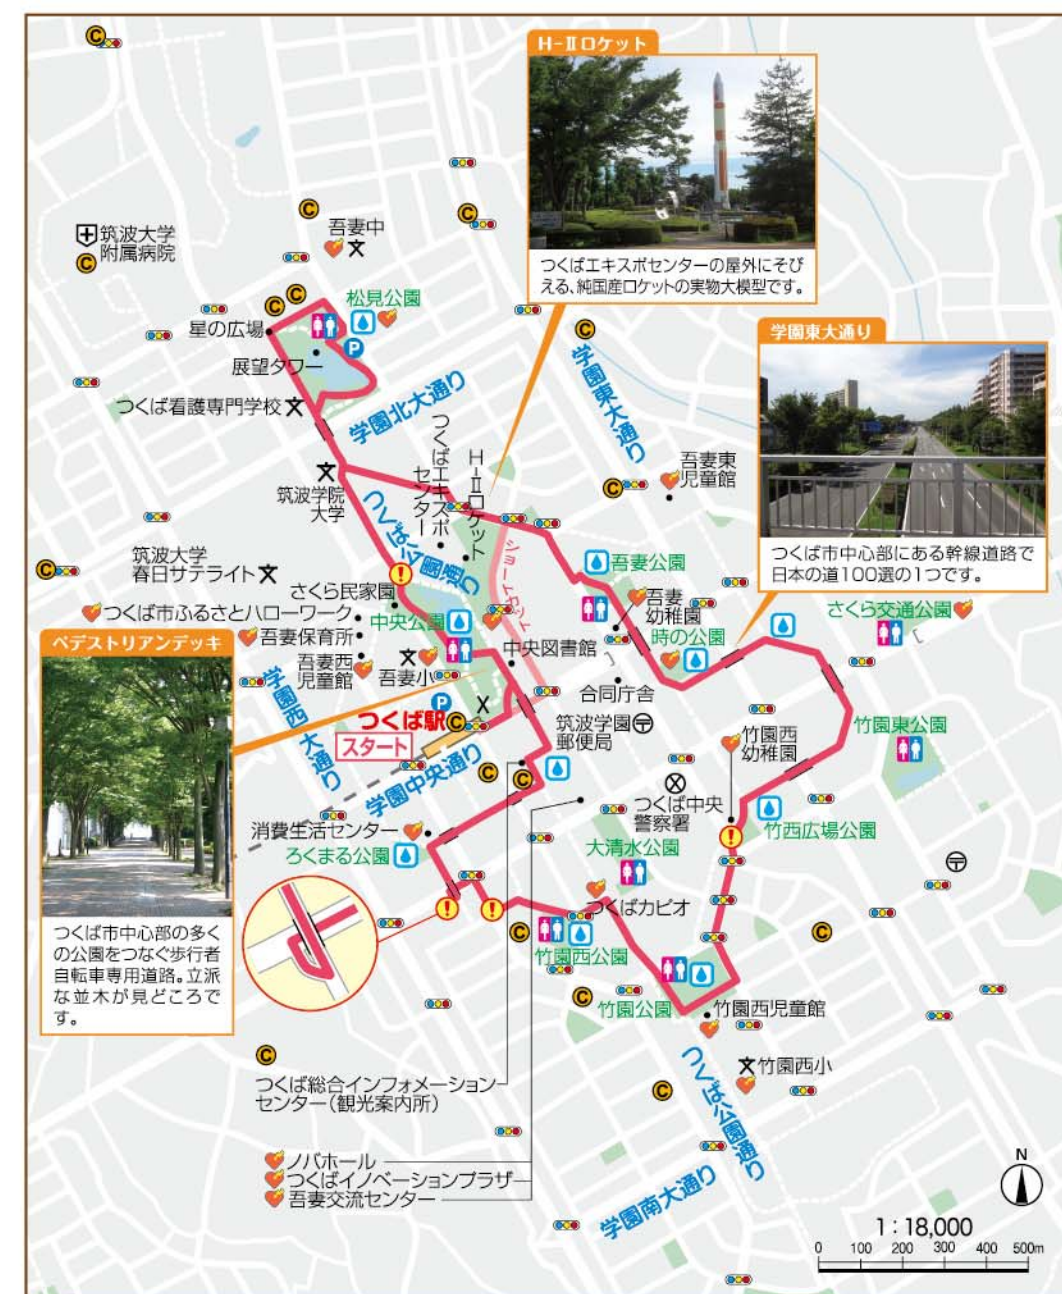 H-Ⅱロケット
つくばエキスポセンターの屋外にそび
える、純国産ロケットの実物大模型です。
筑波大学
附属病院
吾妻中
松見公園
星の広場
展望タワー
つくば看護専門学校
学園北大通り
学園東大通り
学園東大通り
つくば市中心部にある幹線道路で
日本の道100選の1つです。
筑波学院
大学
つくばエキスポ
センター
H-Ⅱロケット
つくば公園通り
ショートカット
吾妻東
児童館
筑波大学
春日サテライト
さくら民家園
つくば市ふるさとハローワーク
中央公園
吾妻保育所
吾妻西
児童館
吾妻小
中央図書館
吾妻公園
吾妻
幼稚園
時の公園
さくら交通公園
合同庁舎
ペデストリアンデッキ
つくば市中心部の多く
の公園をつなぐ歩行者
自転車専用道路。立派
な並木が見どころで
す。
学園西大通り
P
つくば駅
スタート
学園中央通り
筑波学園
郵便局
竹園西
幼稚園
竹園東公園
つくば中央
警察署
竹西広場公園
消費生活センター
ろくまる公園
大清水公園
つくばカピオ
竹園西公園
竹園公園
竹園西児童館
竹園西小
つくば公園通り
つくば総合インフォメーション
センター(観光案内所)
ノバホール
つくばイノベーションプラザ
吾妻交流センター
学園南大通り
N
1:18,000
0 100 200 300 400 500m